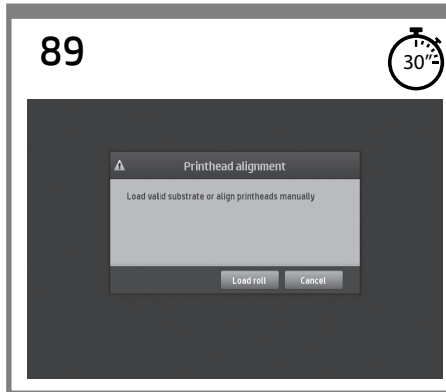 89
30"
Printhead alignment
Load valid substrate or align printheads manually
Load roll Cancel